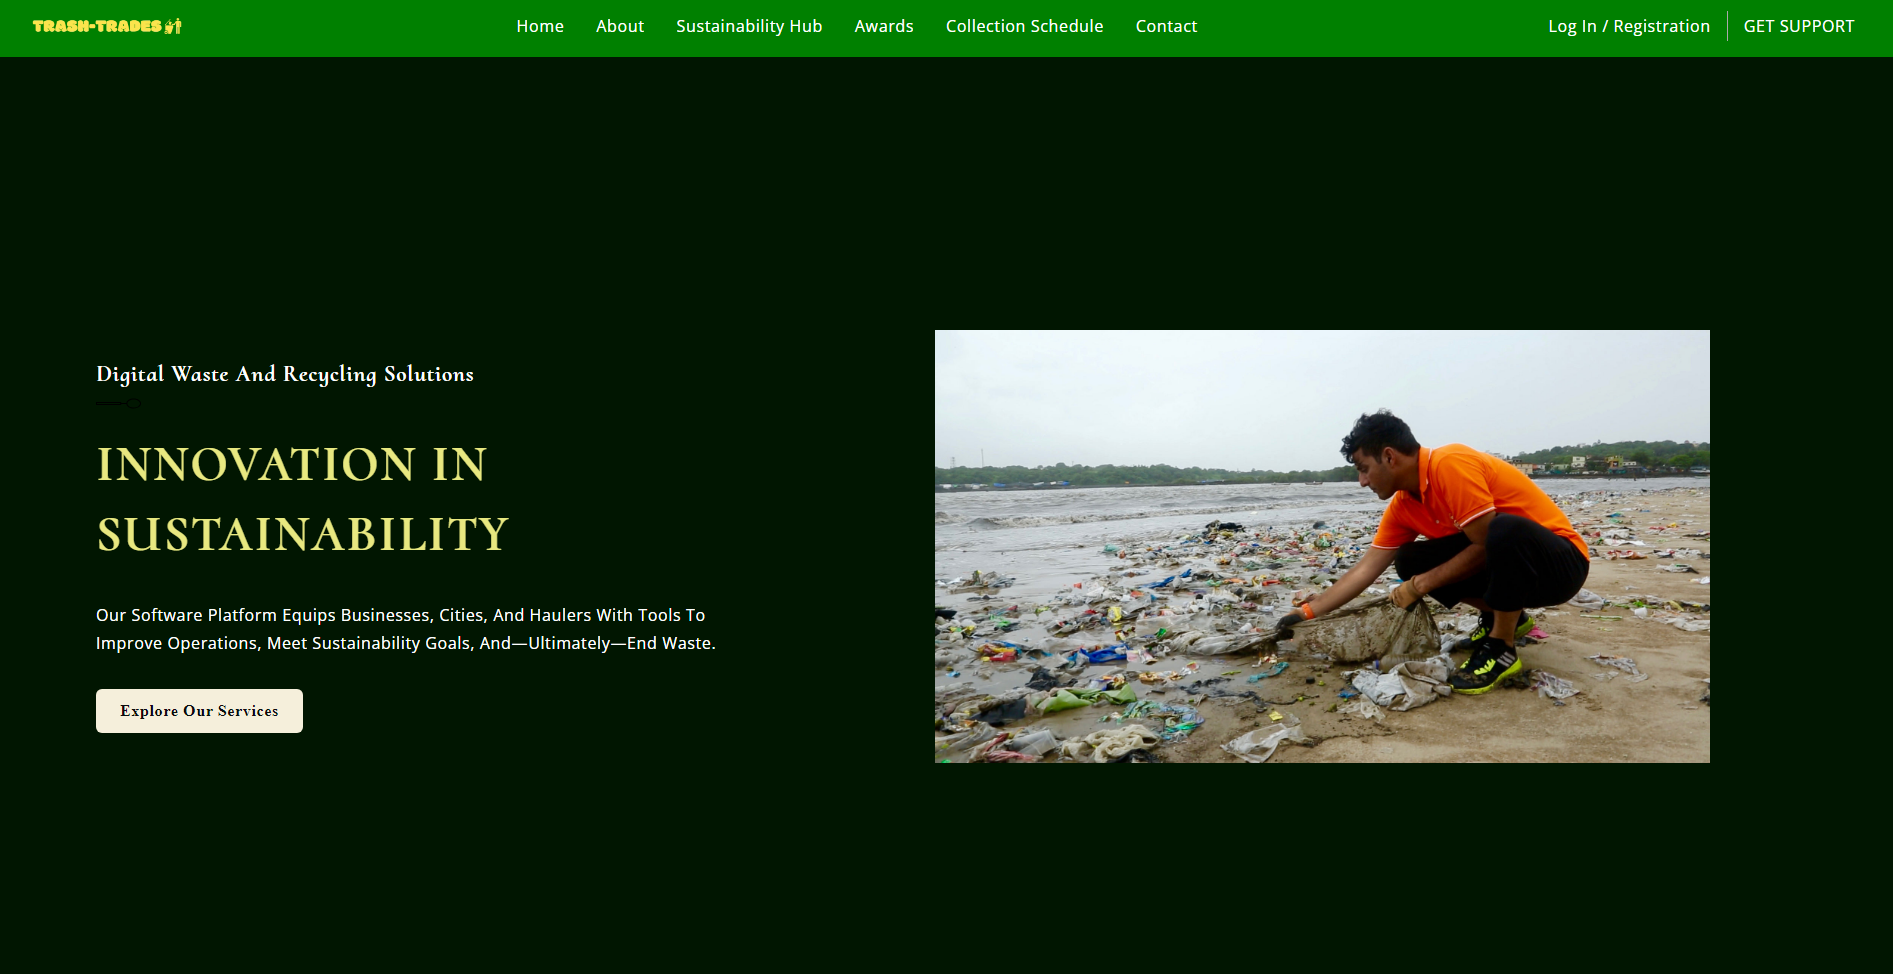 TRASH-TRADES
Home About Sustainability Hub Awards Collection Schedule Contact
Log In / Registration GET SUPPORT
Digital Waste And Recycling Solutions
INNOVATION IN
SUSTAINABILITY
Our Software Platform Equips Businesses, Cities, And Haulers With Tools To
Improve Operations, Meet Sustainability Goals, And—Ultimately—End Waste.
Explore Our Services